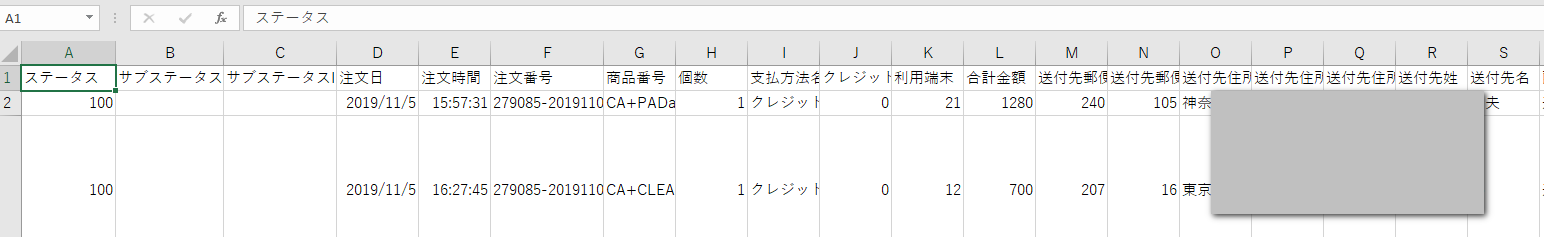 A1 fx ステータス
A B C D E F G H I J K L M N O P Q R S
1 ステータス サブステータス サブステータス 注文日 注文時間 注文番号 商品番号 個数 支払方法名 クレジット 利用端末 合計金額 送付先郵便 送付先郵便 送付先住所 送付先住所 送付先住所 送付先姓 送付先名
2 100 2019/11/5 15:57:31 279085-2019110 CA+PADa 1 クレジット 0 21 1280 240 105 神奈 夫
100 2019/11/5 16:27:45 279085-2019110 CA+CLEA 1 クレジット 0 12 700 207 16 東京